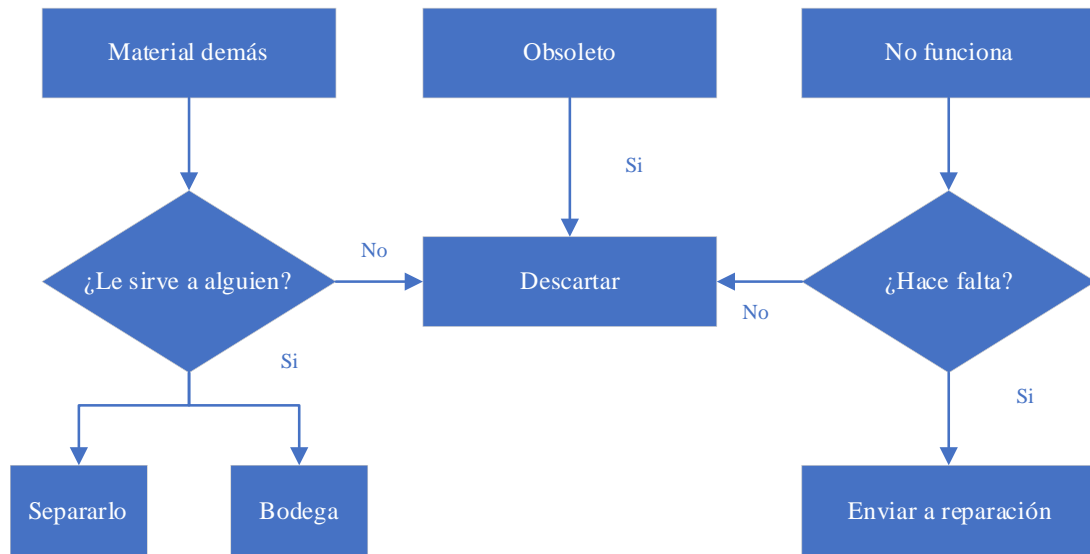 Material demás
Obsoleto
No funciona
Si
No
¿Le sirve a alguien?
Descartar
¿Hace falta?
No
Si
Si
Separarlo
Bodega
Enviar a reparación